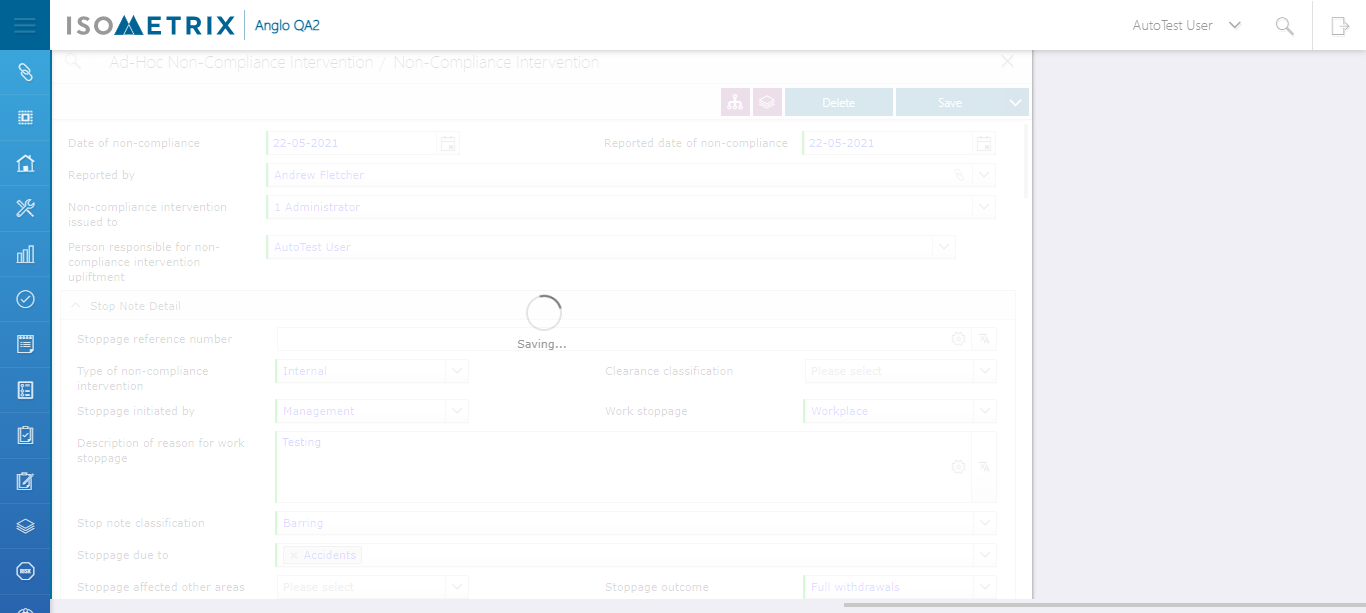 ISOMETRIX Anglo QA2 AutoTest User
Ad-Hoc Non-Compliance Intervention / Non-Compliance Intervention
Delete Save
Date of non-compliance 22-05-2021 Reported date of non-compliance 22-05-2021
Reported by Andrew Fletcher
Non-compliance intervention
issued to
1 Administrator
Person responsible for non-
compliance intervention
upliftment
AutoTest User
Stop Note Detail
Stoppage reference number
Saving...
Type of non-compliance
intervention
Internal Clearance classification Please select
Stoppage initiated by Management Work stoppage Workplace
Description of reason for work
stoppage
Testing
Stop note classification Barring
Stoppage due to Accidents
Stoppage affected other areas Please select Stoppage outcome Full withdrawals
RISK